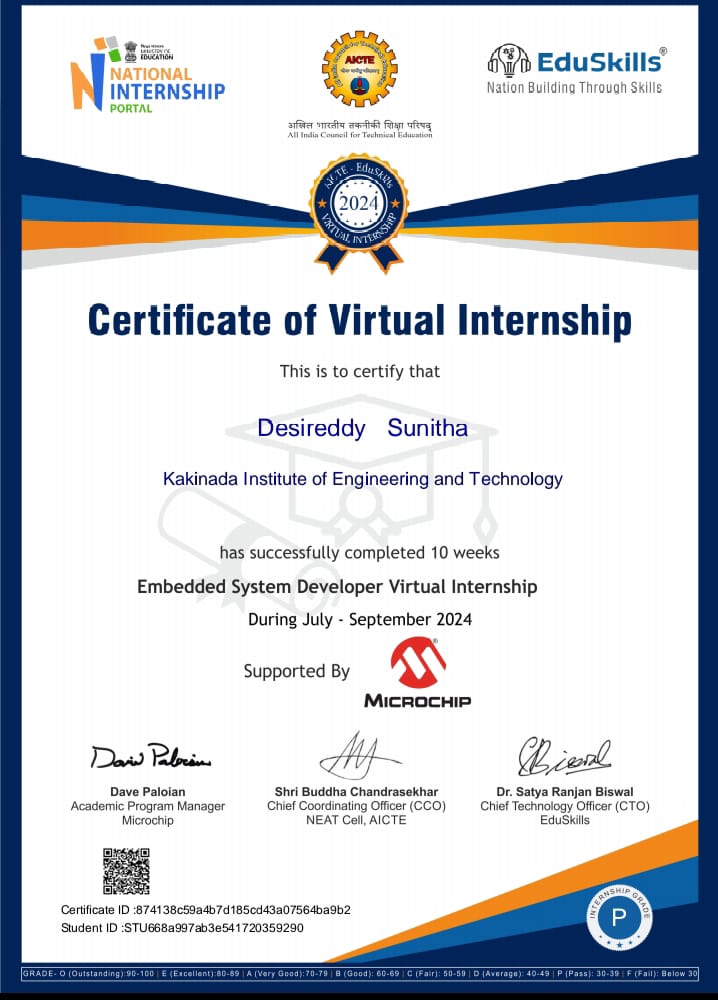 MINISTRY OF
EDUCATION
NATIONAL
INTERNSHIP
PORTAL
AICTE
अखिल भारतीय तकनीकी शिक्षा परिषद्
All India Council for Technical Education
EduSkills®
Nation Building Through Skills
AICTE - EduSkills
2024
VIRTUAL INTERNSHIP
Certificate of Virtual Internship
This is to certify that
Desireddy Sunitha
Kakinada Institute of Engineering and Technology
has successfully completed 10 weeks
Embedded System Developer Virtual Internship
During July - September 2024
Supported By
MICROCHIP
Dave Paloian
Academic Program Manager
Microchip
Shri Buddha Chandrasekhar
Chief Coordinating Officer (CCO)
NEAT Cell, AICTE
Dr. Satya Ranjan Biswal
Chief Technology Officer (CTO)
EduSkills
Certificate ID :874138c59a4b7d185cd43a07564ba9b2
Student ID :STU668a997ab3e541720359290
INTERNSHIP GRADE
P
GRADE- O (Outstanding):90-100 | E (Excellent):80-89 | A (Very Good):70-79 | B (Good): 60-69 | C (Fair): 50-59 | D (Average): 40-49 | P (Pass): 30-39 | F (Fail): Below 30